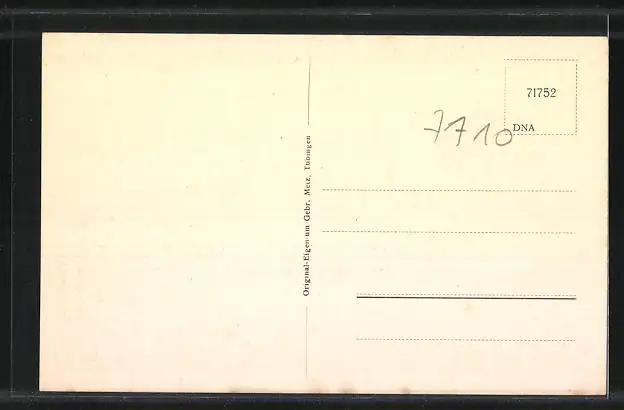 71752
DNA
7710
Original-Eigentum Gebr. Metz, Tübingen